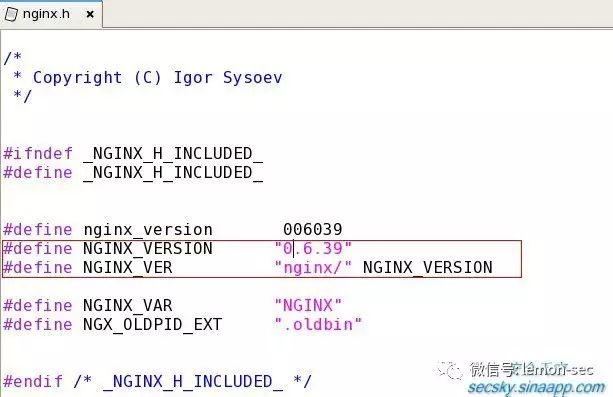 nginx.h
/*
* Copyright (C) Igor Sysoev
*/
#ifndef _NGINX_H_INCLUDED_
#define _NGINX_H_INCLUDED_
#define nginx_version 006039
#define NGINX_VERSION "0.6.39"
#define NGINX_VER "nginx/" NGINX_VERSION
#define NGINX_VAR "NGINX"
#define NGX_OLDPID_EXT ".oldbin"
#endif /* _NGINX_H_INCLUDED_ */
微信号: lemon-sec
secsky.sinaapp.com